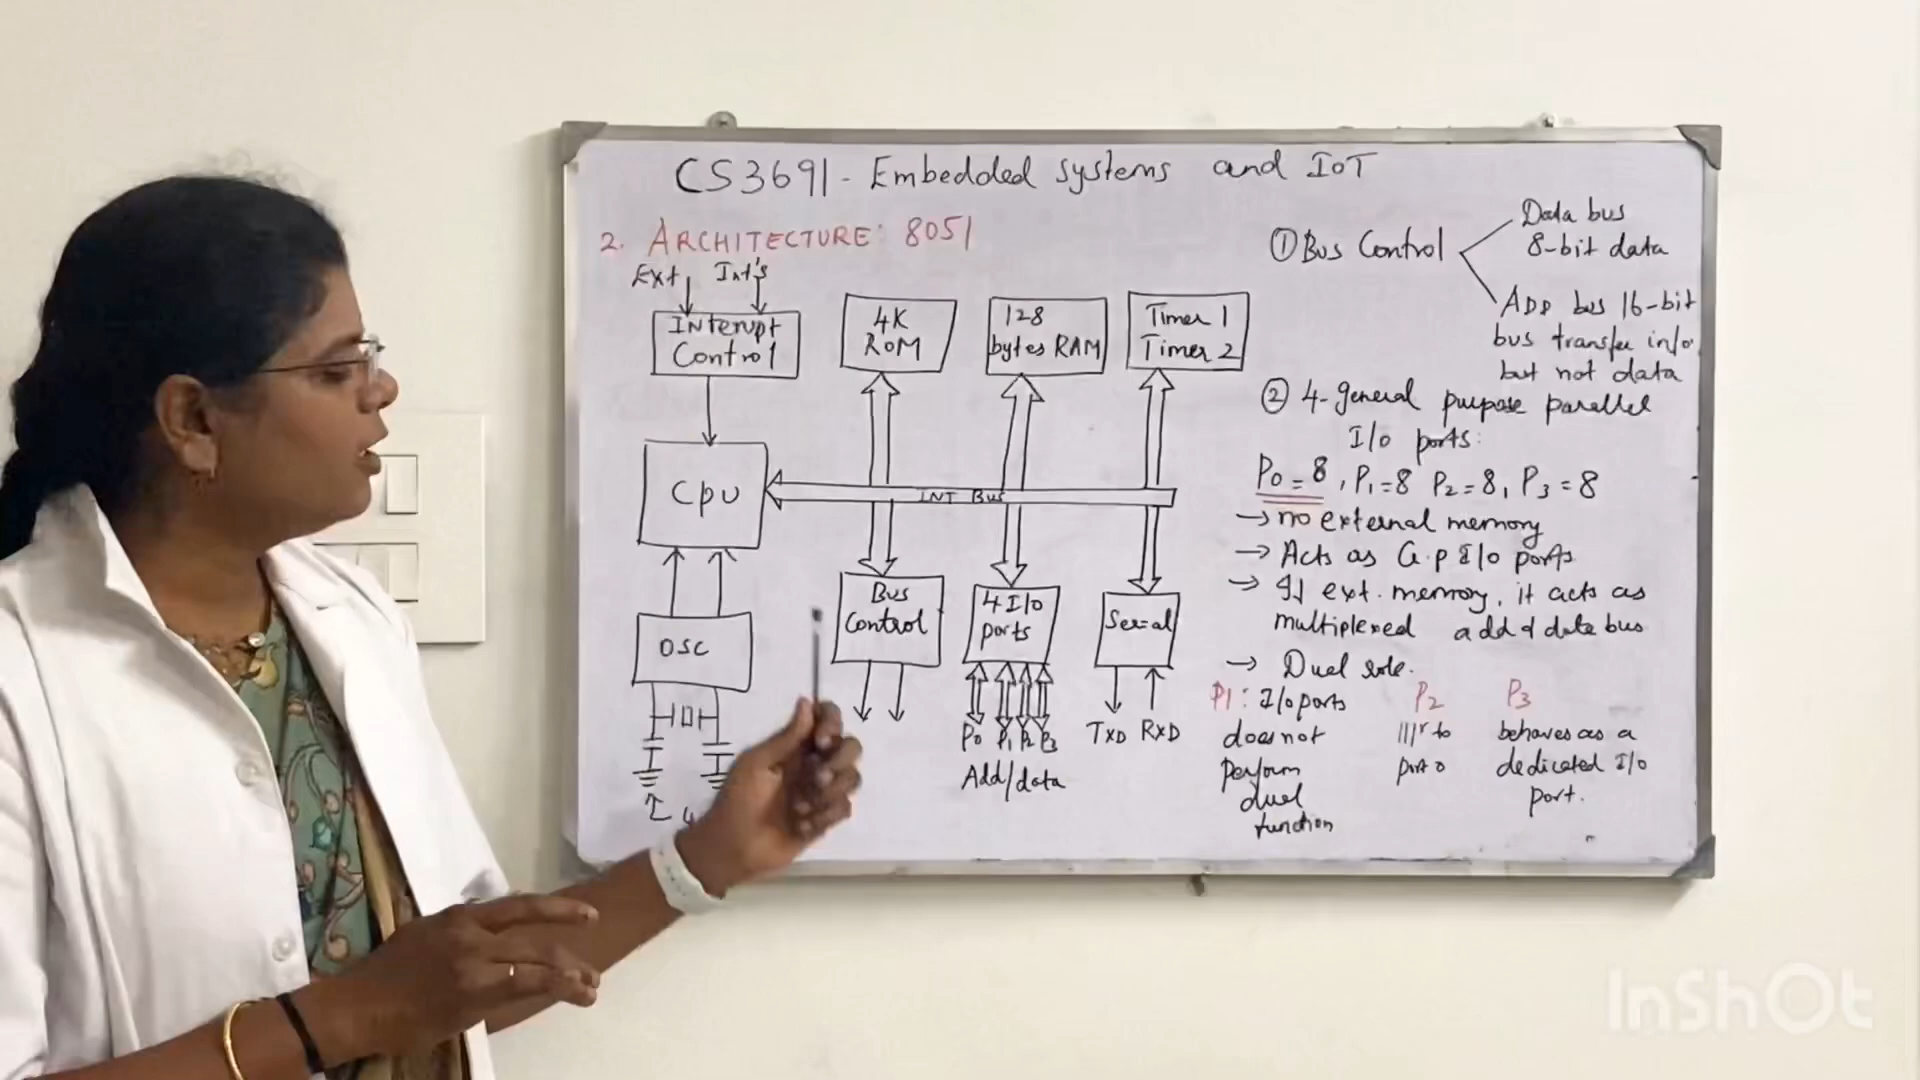 CS3691 - Embedded systems and IoT
2. ARCHITECTURE: 8051
Ext Int's
INterupt
Control
4K
ROM
128
bytes RAM
Timer 1
Timer 2
CPU
INT BUS
OSC
Bus
Control
4 I/o
ports
Serial
P0 P1 P2 P3
Add/data
TXD RXD
① Bus Control
Data bus
8-bit data
ADD bus 16-bit
bus transfer info
but not data
② 4-general purpose parallel
I/o ports:
P0 = 8, P1 = 8 P2 = 8, P3 = 8
→ no external memory
→ Acts as G.p I/o ports
→ If ext. memory, it acts as
multiplexed add & data bus
→ Dual role.
P1: I/o ports
does not
perform
dual
function
P2
|||r to
port 0
P3
behaves as a
dedicated I/o
port.
InShOt